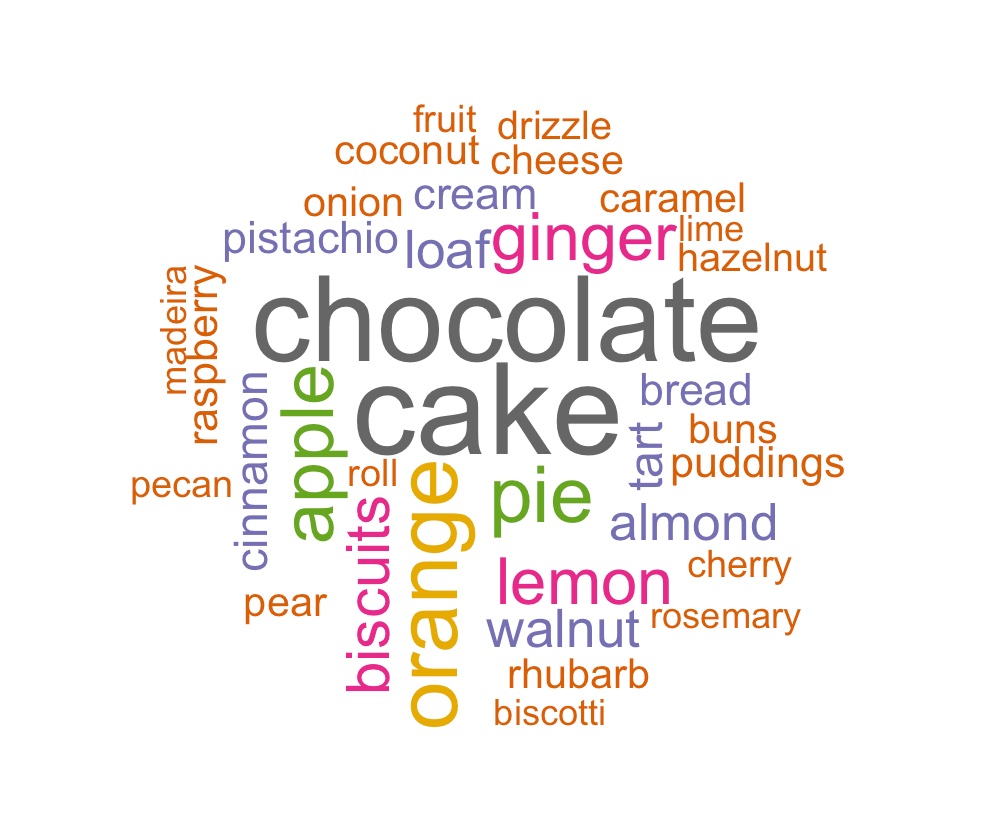 fruit
drizzle
coconut
cheese
onion
cream
caramel
pistachio
loaf
ginger
lime
hazelnut
madeira
raspberry
chocolate
cake
bread
cinnamon
apple
tart
buns
puddings
pecan
roll
pie
almond
biscuits
orange
lemon
cherry
pear
walnut
rosemary
rhubarb
biscotti